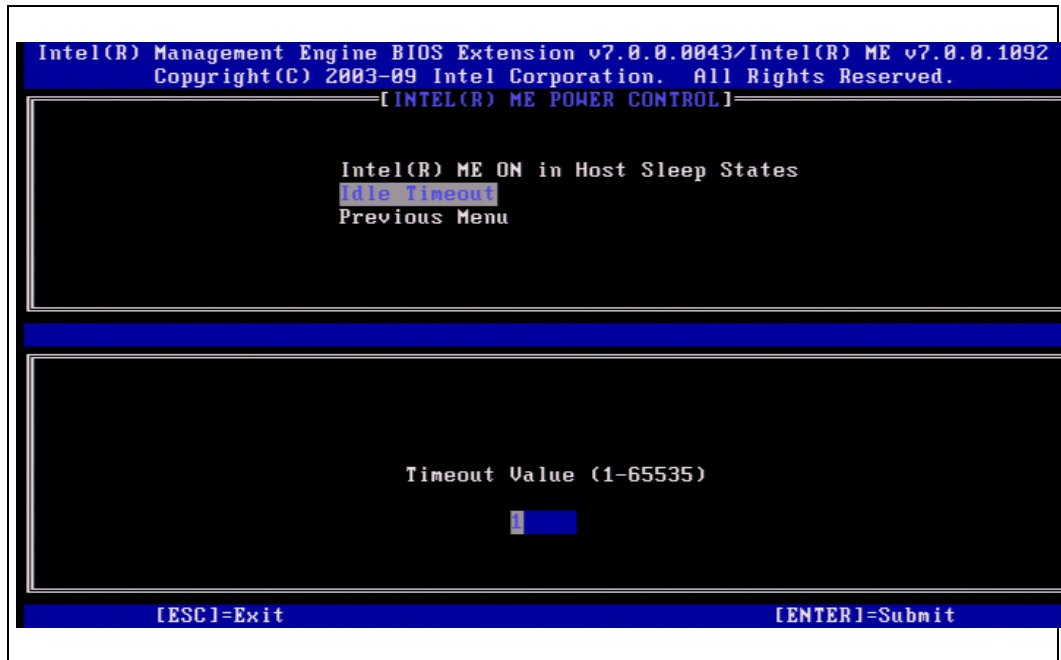 Intel(R) Management Engine BIOS Extension v7.0.0.0043/Intel(R) ME v7.0.0.1092
Copyright(C) 2003-09 Intel Corporation. All Rights Reserved.
[INTEL(R) ME POWER CONTROL]
Intel(R) ME ON in Host Sleep States
Idle Timeout
Previous Menu
Timeout Value (1-65535)
1
[ESC]=Exit [ENTER]=Submit